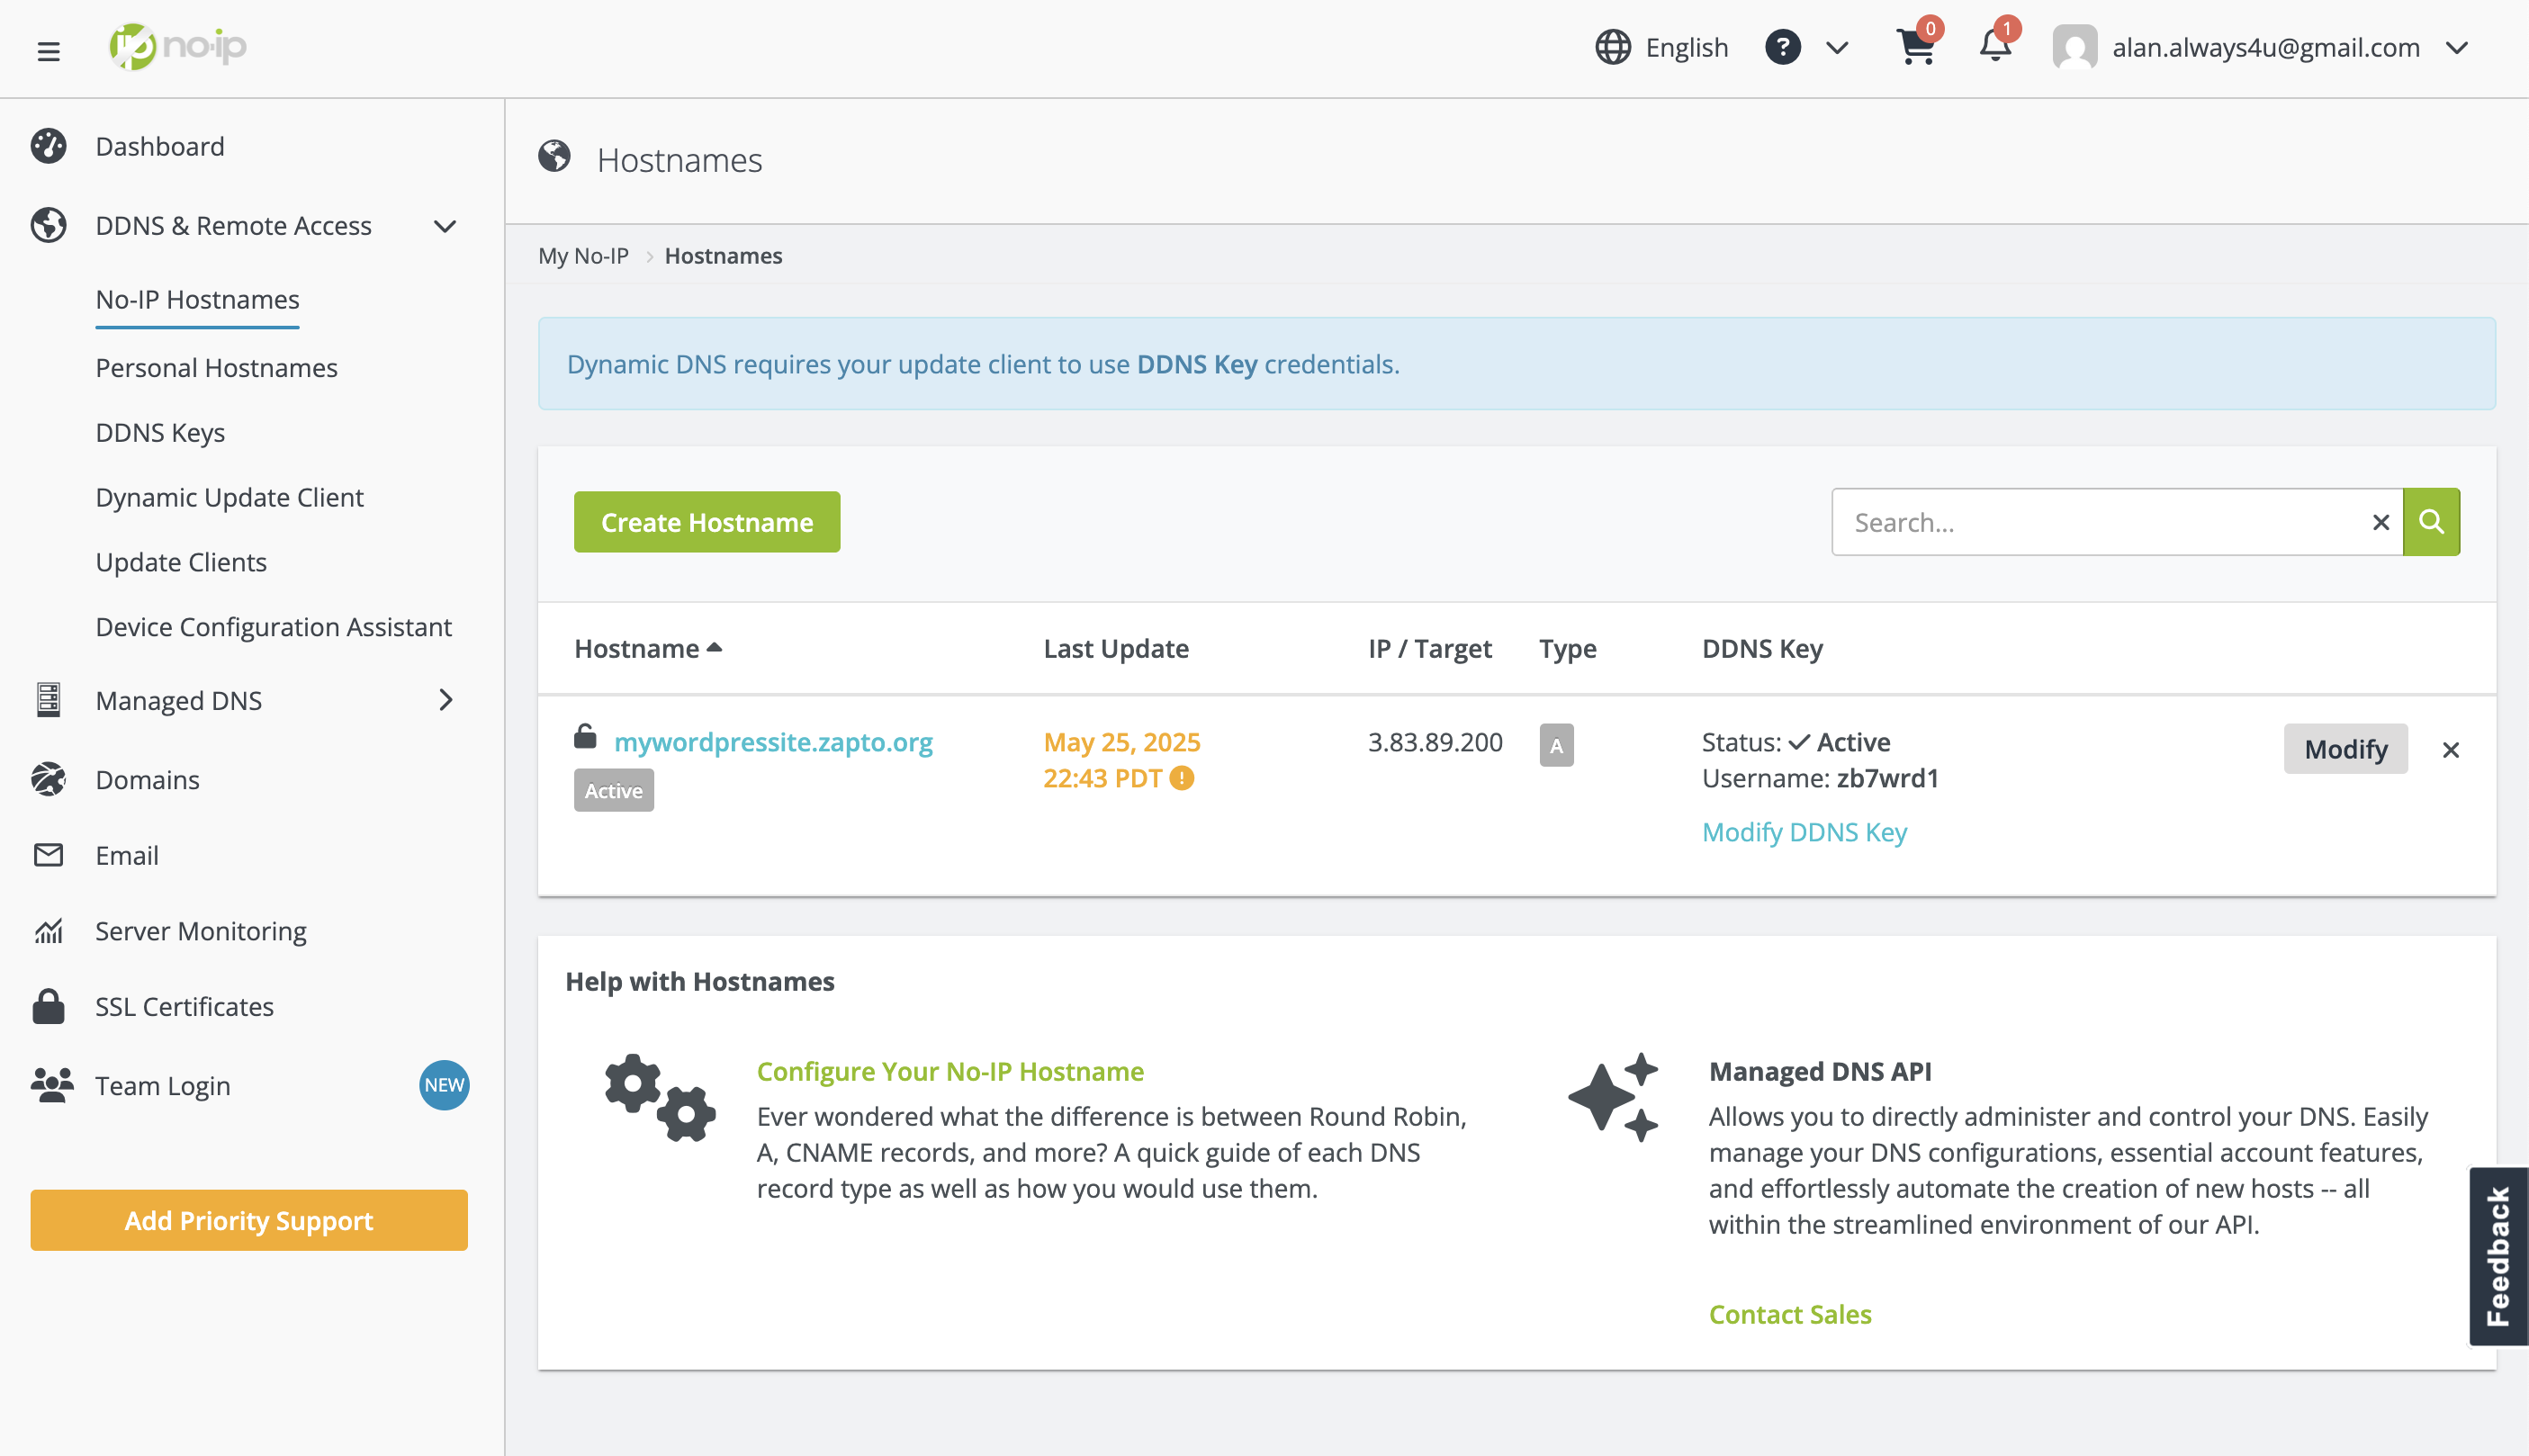 no-ip
English
?
0
1
alan.always4u@gmail.com
Dashboard
DDNS & Remote Access
No-IP Hostnames
Personal Hostnames
DDNS Keys
Dynamic Update Client
Update Clients
Device Configuration Assistant
Managed DNS
Domains
Email
Server Monitoring
SSL Certificates
Team Login
NEW
Add Priority Support
Hostnames
My No-IP > Hostnames
Dynamic DNS requires your update client to use DDNS Key credentials.
Create Hostname
Search...
Hostname Last Update IP / Target Type DDNS Key
mywordpressite.zapto.org
Active
May 25, 2025
22:43 PDT
3.83.89.200
A
Status: ✓ Active
Username: zb7wrd1
Modify DDNS Key
Modify
Help with Hostnames
Configure Your No-IP Hostname
Ever wondered what the difference is between Round Robin,
A, CNAME records, and more? A quick guide of each DNS
record type as well as how you would use them.
Managed DNS API
Allows you to directly administer and control your DNS. Easily
manage your DNS configurations, essential account features,
and effortlessly automate the creation of new hosts -- all
within the streamlined environment of our API.
Contact Sales
Feedback